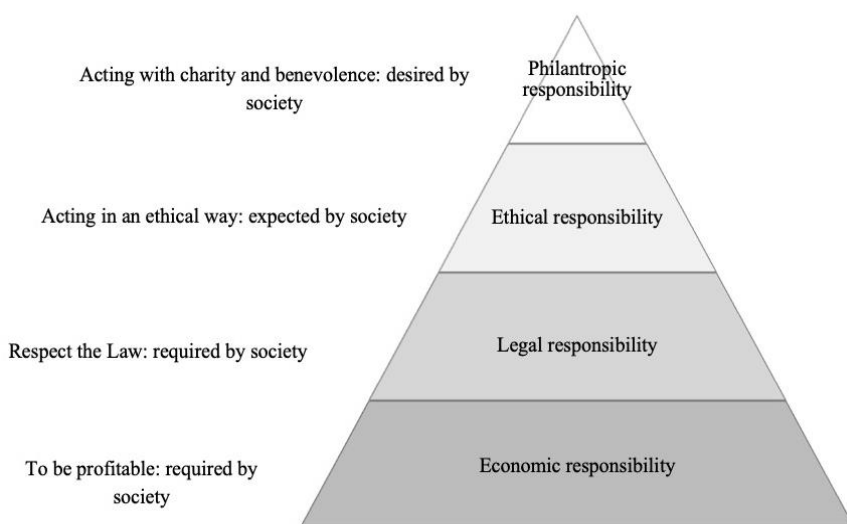 Acting with charity and benevolence: desired by
society
Philantropic
responsibility
Acting in an ethical way: expected by society
Ethical responsibility
Respect the Law: required by society
Legal responsibility
To be profitable: required by
society
Economic responsibility